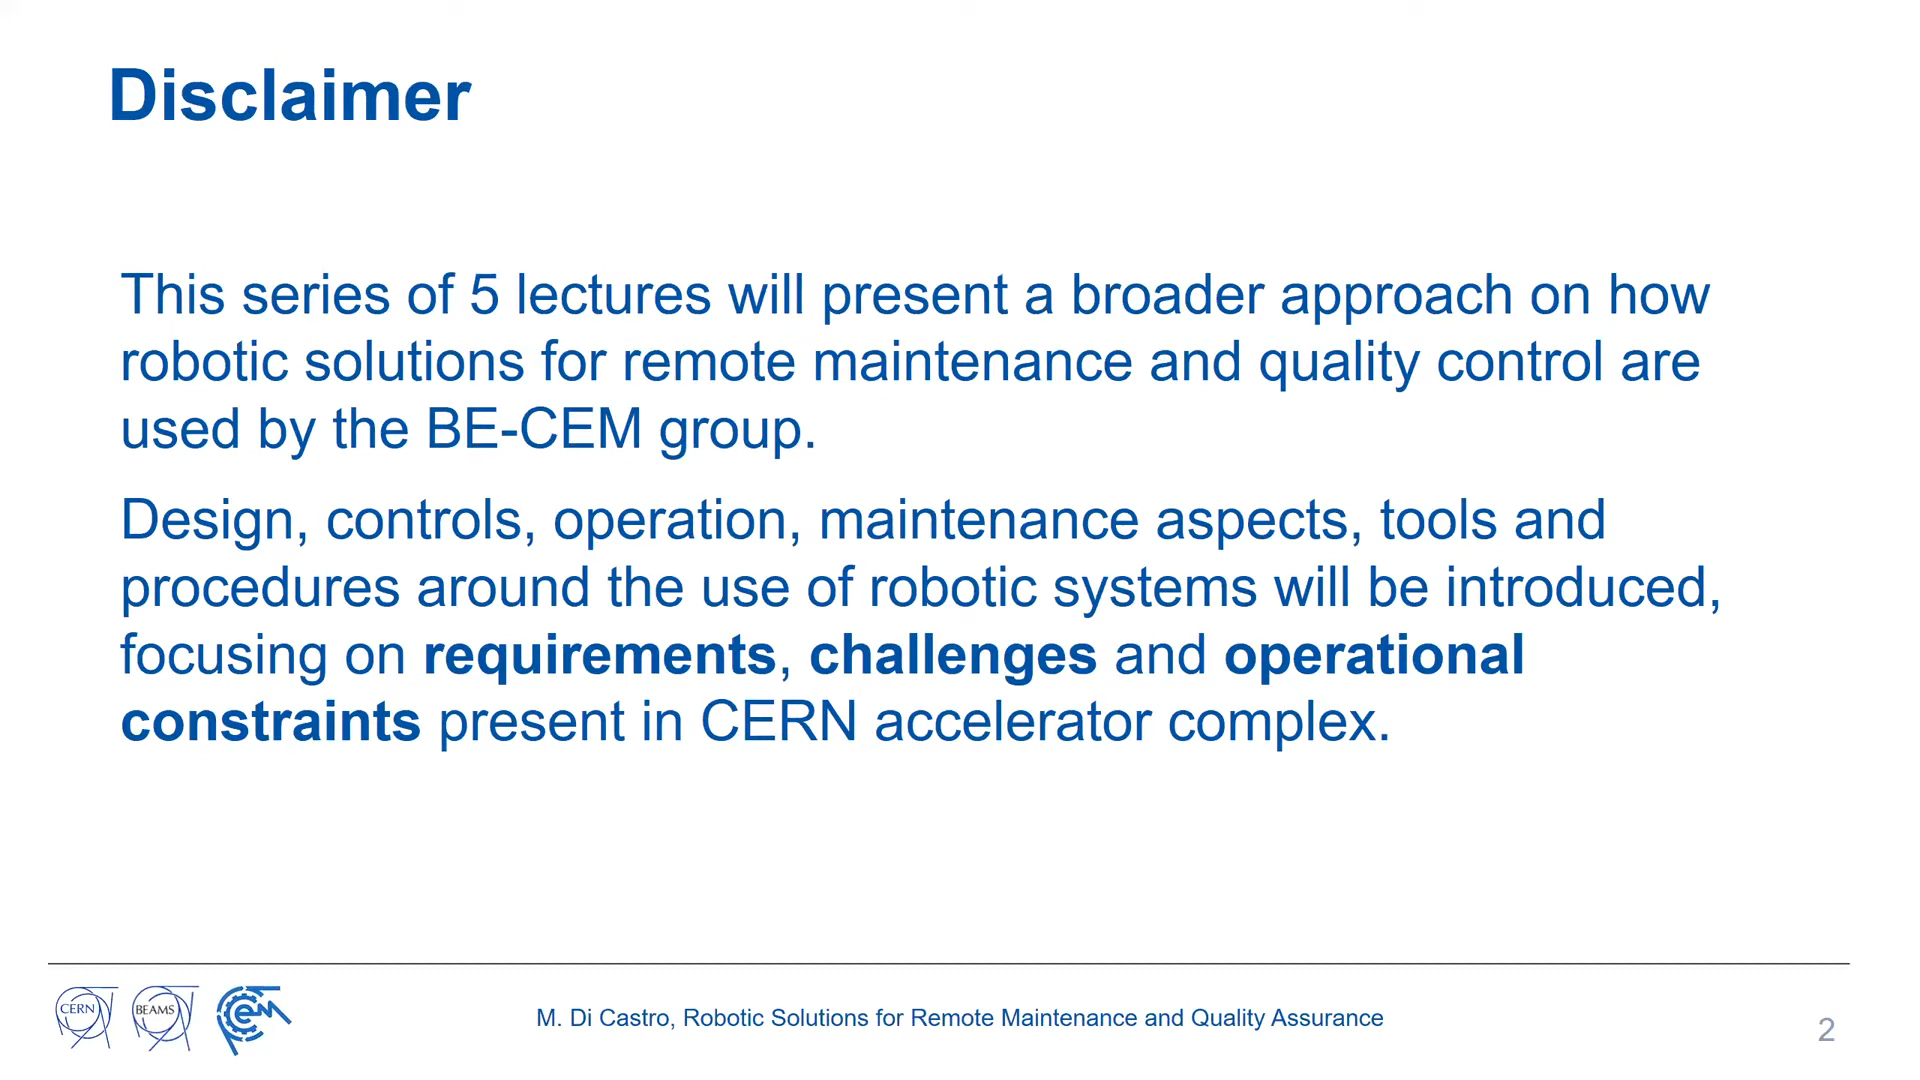 Disclaimer
This series of 5 lectures will present a broader approach on how
robotic solutions for remote maintenance and quality control are
used by the BE-CEM group.
Design, controls, operation, maintenance aspects, tools and
procedures around the use of robotic systems will be introduced,
focusing on requirements, challenges and operational
constraints present in CERN accelerator complex.
CERN
BEAMS
cem
M. Di Castro, Robotic Solutions for Remote Maintenance and Quality Assurance
2